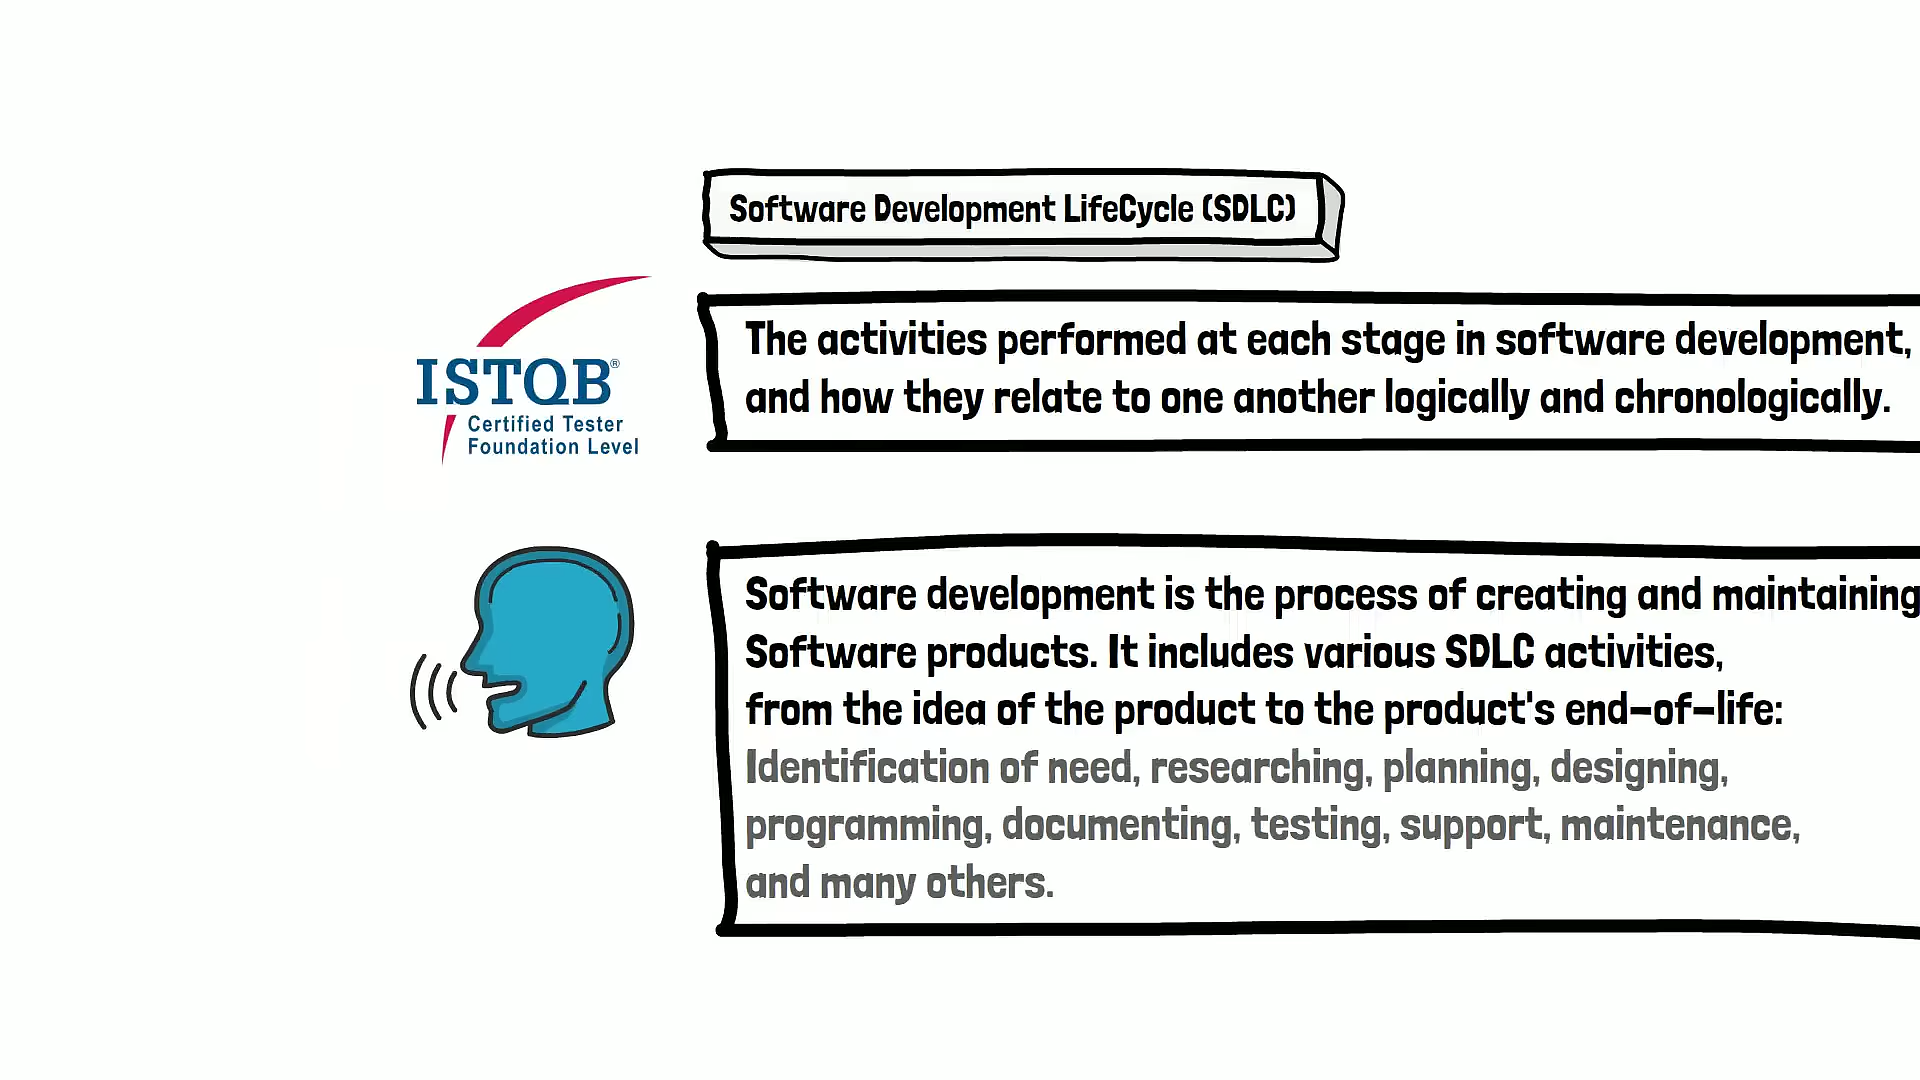 Software Development LifeCycle (SDLC)
ISTQB®
Certified Tester
Foundation Level
The activities performed at each stage in software development,
and how they relate to one another logically and chronologically.
Software development is the process of creating and maintaining
Software products. It includes various SDLC activities,
from the idea of the product to the product's end-of-life:
Identification of need, researching, planning, designing,
programming, documenting, testing, support, maintenance,
and many others.